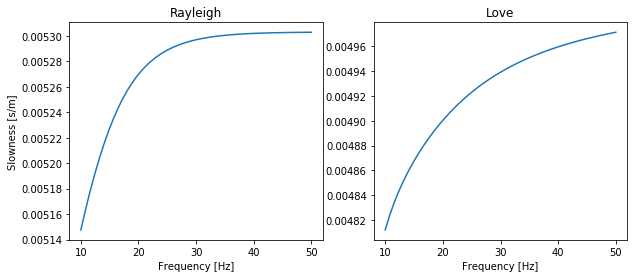 Rayleigh
Slowness [s/m]
0.00530
0.00528
0.00526
0.00524
0.00522
0.00520
0.00518
0.00516
0.00514
10 20 30 40 50
Frequency [Hz]
Love
0.00496
0.00494
0.00492
0.00490
0.00488
0.00486
0.00484
0.00482
10 20 30 40 50
Frequency [Hz]